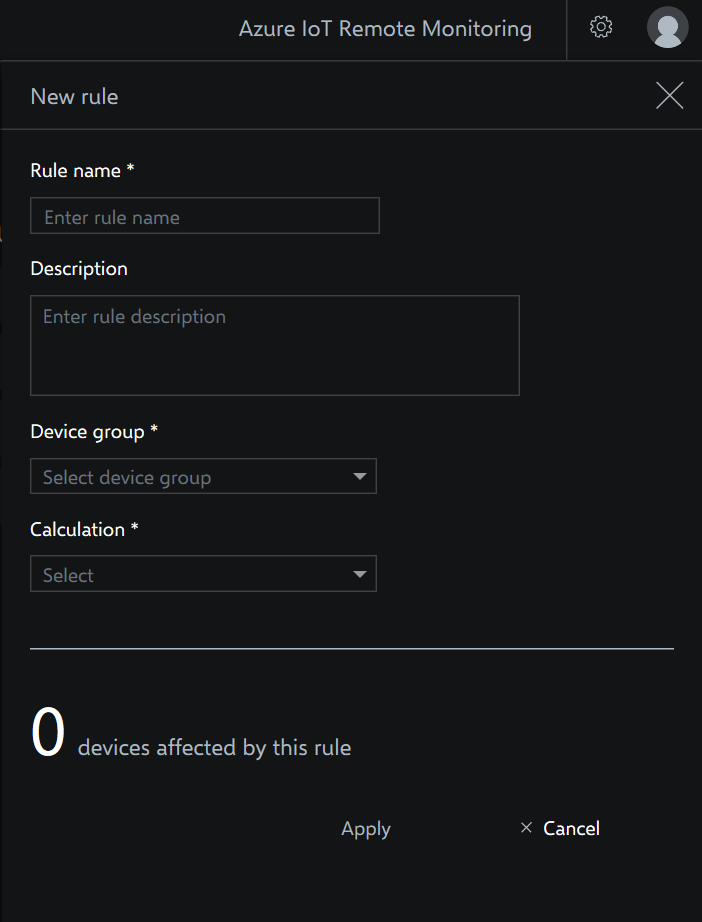 Azure IoT Remote Monitoring
New rule
Rule name *
Enter rule name
Description
Enter rule description
Device group *
Select device group
Calculation *
Select
0 devices affected by this rule
Apply
Cancel